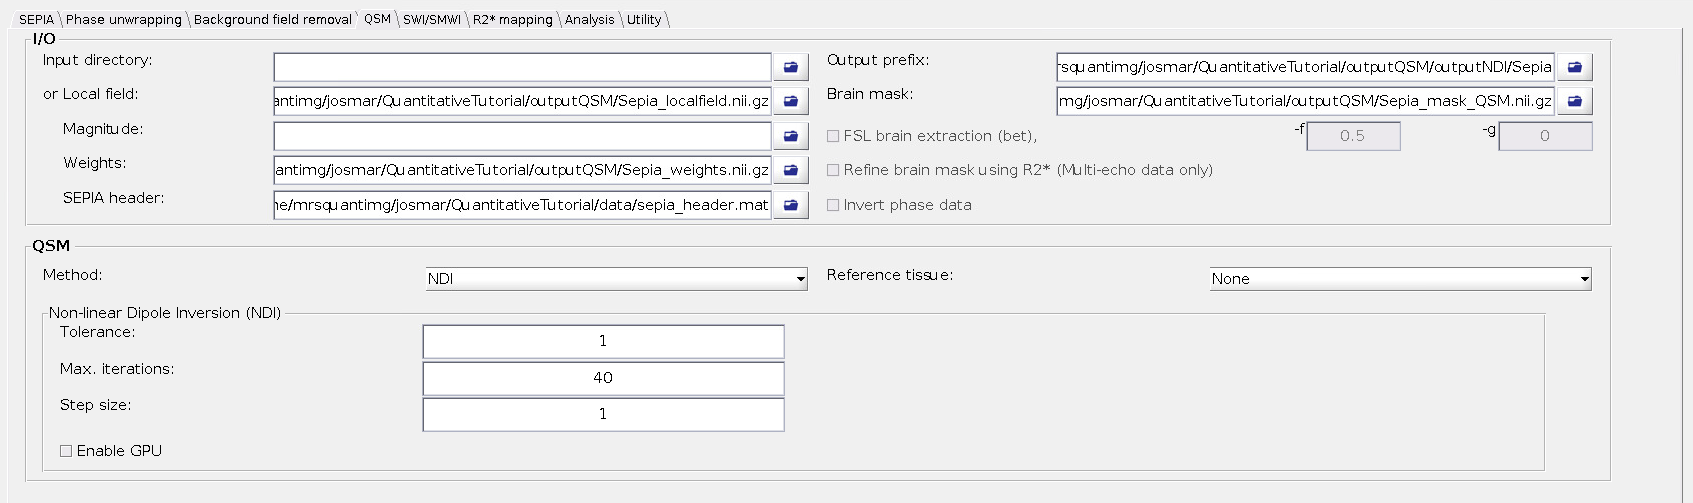 SEPIA Phase unwrapping Background field removal QSM SWI/SMWI R2* mapping Analysis Utility
I/O
Input directory:
Output prefix: rsquantimg/josmar/QuantitativeTutorial/outputQSM/outputNDI/Sepia
or Local field: antimg/josmar/QuantitativeTutorial/outputQSM/Sepia_localfield.nii.gz
Brain mask: mg/josmar/QuantitativeTutorial/outputQSM/Sepia_mask_QSM.nii.gz
Magnitude:
FSL brain extraction (bet), -f 0.5 -g 0
Weights: antimg/josmar/QuantitativeTutorial/outputQSM/Sepia_weights.nii.gz
Refine brain mask using R2* (Multi-echo data only)
SEPIA header: ne/mrsquantimg/josmar/QuantitativeTutorial/data/sepia_header.mat
Invert phase data
QSM
Method: NDI
Reference tissue: None
Non-linear Dipole Inversion (NDI)
Tolerance: 1
Max. iterations: 40
Step size: 1
Enable GPU